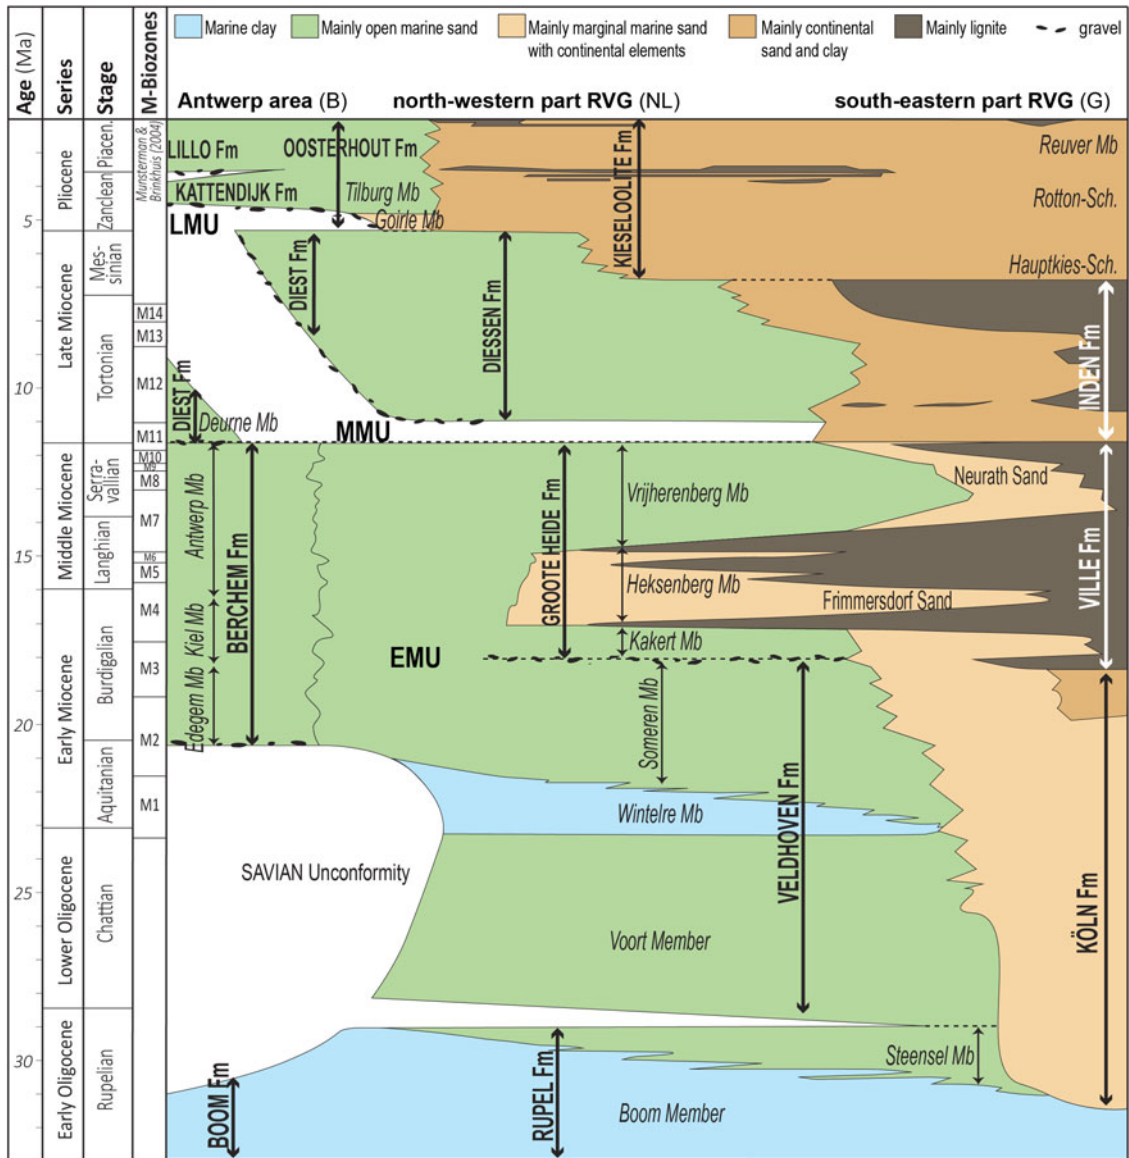 Marine clay
Mainly open marine sand
Mainly marginal marine sand
with continental elements
Mainly continental
sand and clay
Mainly lignite
gravel
Age (Ma)
Series
Stage
M-Biozones
Antwerp area (B)
north-western part RVG (NL)
south-eastern part RVG (G)
Munsterman &
Brinkhuis (2004)
5
10
15
20
25
30
Pliocene
Late Miocene
Middle Miocene
Early Miocene
Lower Oligocene
Early Oligocene
Piacen.
Zanclean
Mes-
sinian
Tortonian
Serra-
vallian
Langhian
Burdigalian
Aquitanian
Chattian
Rupelian
M14
M13
M12
M11
M10
M9
M8
M7
M6
M5
M4
M3
M2
M1
LILLO Fm
OOSTERHOUT Fm
KATTENDIJK Fm
Tilburg Mb
Goirle Mb
LMU
KIESELOOLITE Fm
Reuver Mb
Rotton-Sch.
Hauptkies-Sch.
DIEST Fm
DIESSEN Fm
INDEN Fm
DIEST Fm
Deurne Mb
MMU
Antwerp Mb
Kiel Mb
Edegem Mb
BERCHEM Fm
GROOTE HEIDE Fm
Vrijherenberg Mb
Heksenberg Mb
Kakert Mb
Neurath Sand
Frimmersdorf Sand
VILLE Fm
EMU
Someren Mb
Wintelre Mb
VELDHOVEN Fm
SAVIAN Unconformity
Voort Member
KÖLN Fm
Steensel Mb
BOOM Fm
RUPEL Fm
Boom Member